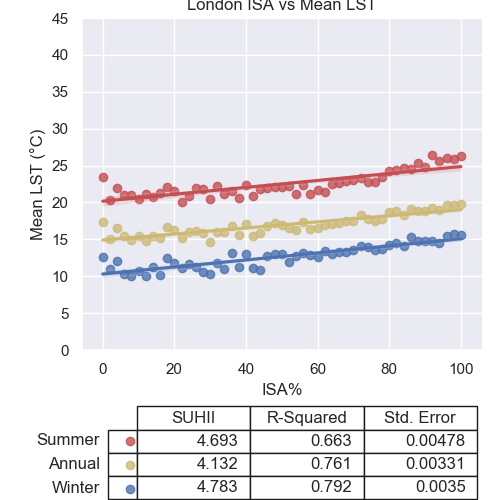 London ISA vs Mean LST
45
40
35
30
25
20
15
10
5
0
Mean LST (°C)
0 20 40 60 80 100
ISA%
SUHII R-Squared Std. Error
Summer 4.693 0.663 0.00478
Annual 4.132 0.761 0.00331
Winter 4.783 0.792 0.0035